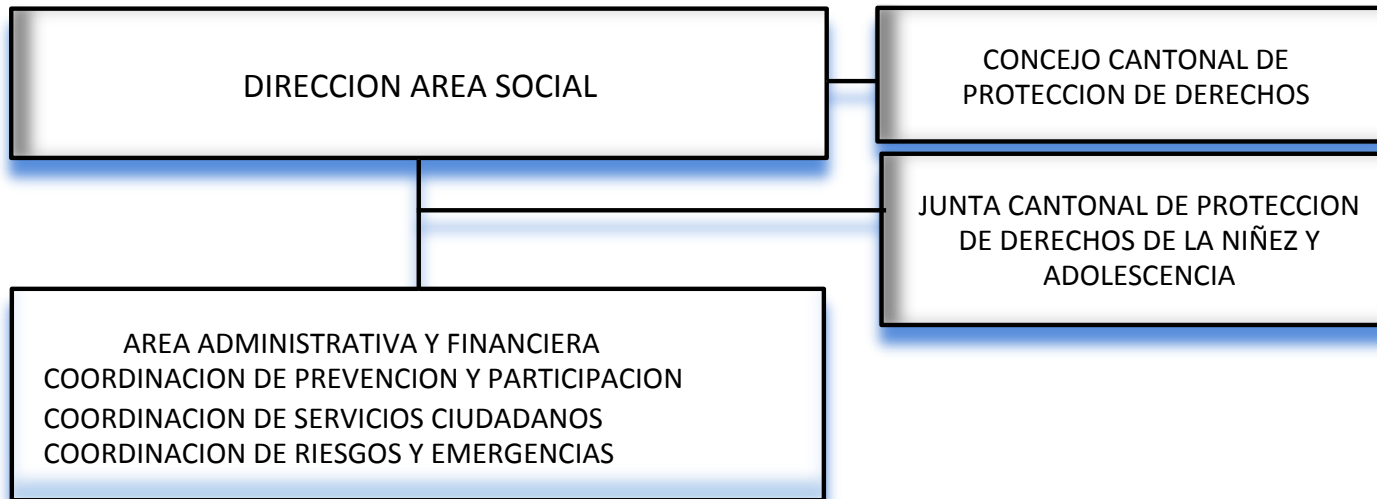 DIRECCION AREA SOCIAL
CONCEJO CANTONAL DE
PROTECCION DE DERECHOS
JUNTA CANTONAL DE PROTECCION
DE DERECHOS DE LA NIÑEZ Y
ADOLESCENCIA
AREA ADMINISTRATIVA Y FINANCIERA
COORDINACION DE PREVENCION Y PARTICIPACION
COORDINACION DE SERVICIOS CIUDADANOS
COORDINACION DE RIESGOS Y EMERGENCIAS